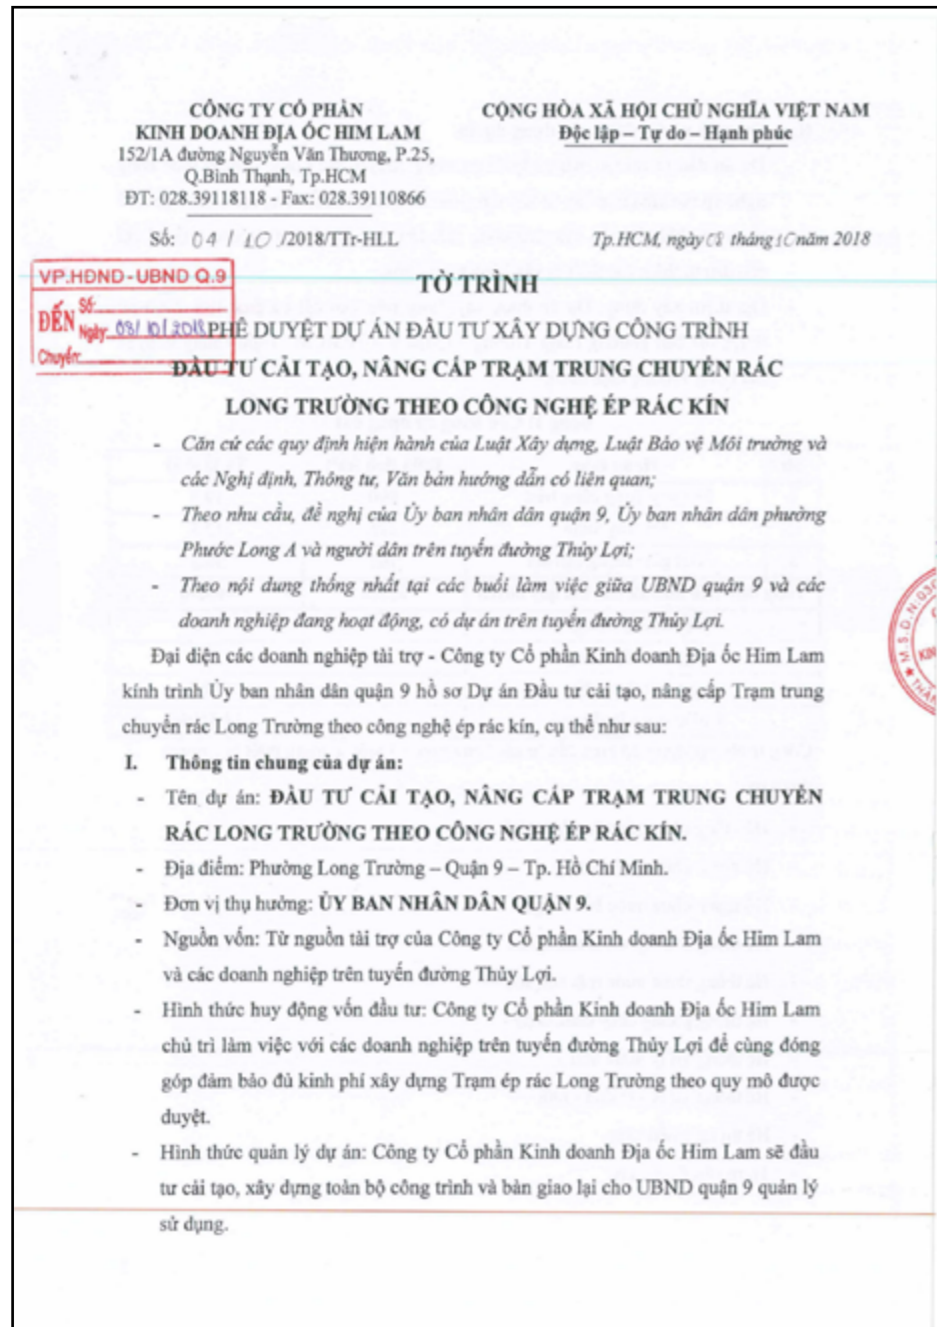 CÔNG TY CỔ PHẦN
KINH DOANH ĐỊA ỐC HIM LAM
152/1A đường Nguyễn Văn Thương, P.25,
Q.Bình Thạnh, Tp.HCM
ĐT: 028.39118118 - Fax: 028.39110866
Số: 04/10/2018/TTr-HLL
CỘNG HÒA XÃ HỘI CHỦ NGHĨA VIỆT NAM
Độc lập – Tự do – Hạnh phúc
Tp.HCM, ngày tháng 10 năm 2018
VP.HĐND-UBND Q.9
ĐẾN Số:
Ngày: 09/10/2018
Chuyển:
TỜ TRÌNH
PHÊ DUYỆT DỰ ÁN ĐẦU TƯ XÂY DỰNG CÔNG TRÌNH
ĐẦU TƯ CẢI TẠO, NÂNG CẤP TRẠM TRUNG CHUYỂN RÁC
LONG TRƯỜNG THEO CÔNG NGHỆ ÉP RÁC KÍN
- Căn cứ các quy định hiện hành của Luật Xây dựng, Luật Bảo vệ Môi trường và
các Nghị định, Thông tư, Văn bản hướng dẫn có liên quan;
- Theo nhu cầu, đề nghị của Ủy ban nhân dân quận 9, Ủy ban nhân dân phường
Phước Long A và người dân trên tuyến đường Thủy Lợi;
- Theo nội dung thống nhất tại các buổi làm việc giữa UBND quận 9 và các
doanh nghiệp đang hoạt động, có dự án trên tuyến đường Thủy Lợi.
Đại diện các doanh nghiệp tài trợ - Công ty Cổ phần Kinh doanh Địa ốc Him Lam
kính trình Ủy ban nhân dân quận 9 hồ sơ Dự án Đầu tư cải tạo, nâng cấp Trạm trung
chuyển rác Long Trường theo công nghệ ép rác kín, cụ thể như sau:
I. Thông tin chung của dự án:
- Tên dự án: ĐẦU TƯ CẢI TẠO, NÂNG CẤP TRẠM TRUNG CHUYỂN
RÁC LONG TRƯỜNG THEO CÔNG NGHỆ ÉP RÁC KÍN.
- Địa điểm: Phường Long Trường – Quận 9 – Tp. Hồ Chí Minh.
- Đơn vị thụ hưởng: ỦY BAN NHÂN DÂN QUẬN 9.
- Nguồn vốn: Từ nguồn tài trợ của Công ty Cổ phần Kinh doanh Địa ốc Him Lam
và các doanh nghiệp trên tuyến đường Thủy Lợi.
- Hình thức huy động vốn đầu tư: Công ty Cổ phần Kinh doanh Địa ốc Him Lam
chủ trì làm việc với các doanh nghiệp trên tuyến đường Thủy Lợi để cùng đóng
góp đảm bảo đủ kinh phí xây dựng Trạm ép rác Long Trường theo quy mô được
duyệt.
- Hình thức quản lý dự án: Công ty Cổ phần Kinh doanh Địa ốc Him Lam sẽ đầu
tư cải tạo, xây dựng toàn bộ công trình và bàn giao lại cho UBND quận 9 quản lý
sử dụng.